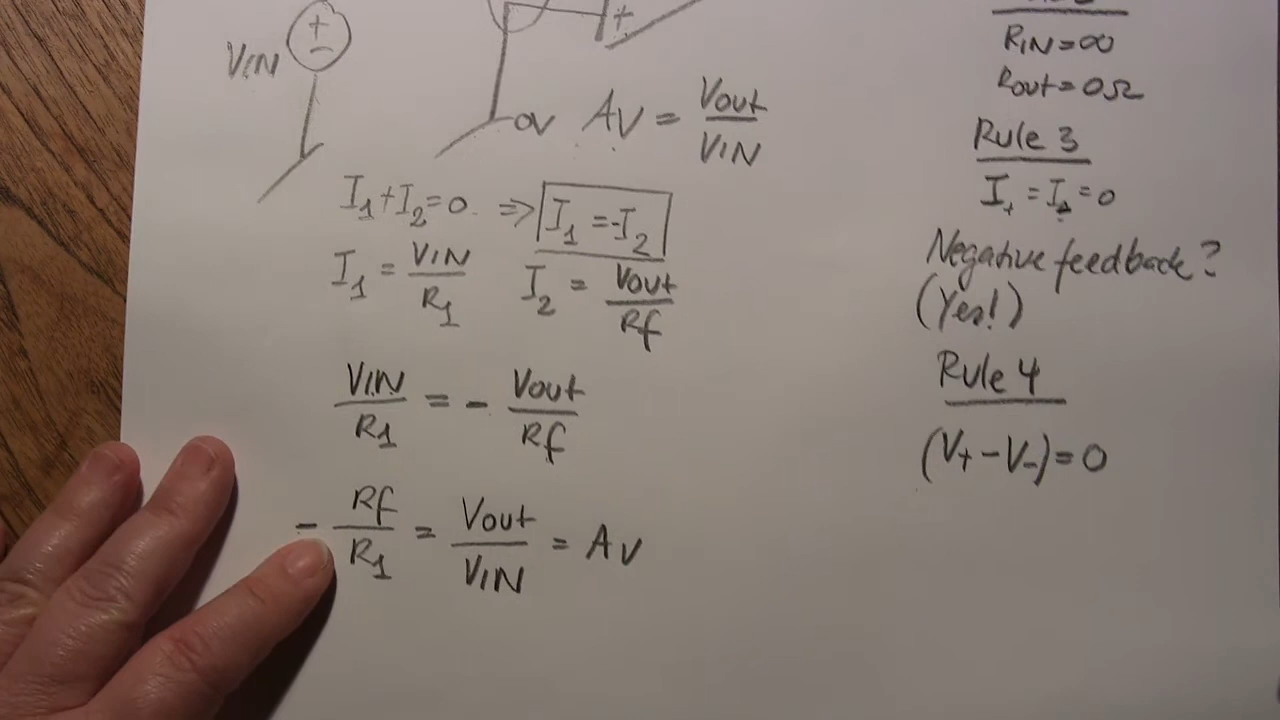 +
-
VIN
+
0V
AV = Vout / VIN
I1 + I2 = 0 => I1 = -I2
I1 = VIN / R1
I2 = Vout / Rf
VIN / R1 = - Vout / Rf
- Rf / R1 = Vout / VIN = AV
RIN = ∞
Rout = 0Ω
Rule 3
I+ = I- = 0
Negative feedback?
(Yes!)
Rule 4
(V+ - V-) = 0